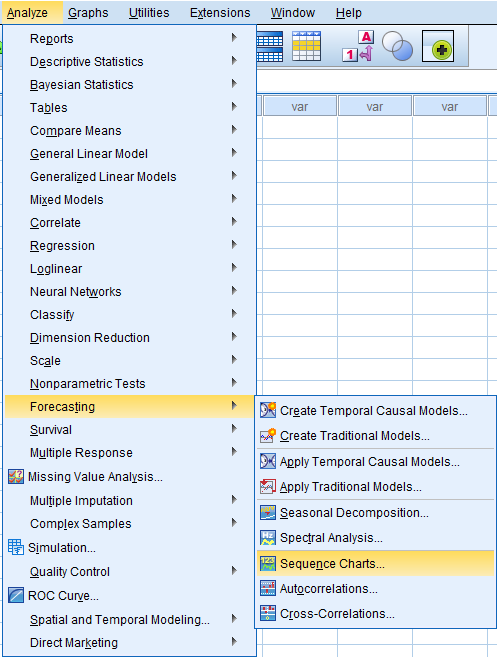 Analyze Graphs Utilities Extensions Window Help
A
1
var var var
Reports
Descriptive Statistics
Bayesian Statistics
Tables
Compare Means
General Linear Model
Generalized Linear Models
Mixed Models
Correlate
Regression
Loglinear
Neural Networks
Classify
Dimension Reduction
Scale
Nonparametric Tests
Forecasting
Survival
Multiple Response
Missing Value Analysis...
Multiple Imputation
Complex Samples
Simulation...
Quality Control
ROC Curve...
Spatial and Temporal Modeling...
Direct Marketing
Create Temporal Causal Models...
Create Traditional Models...
Apply Temporal Causal Models...
Apply Traditional Models...
Seasonal Decomposition...
Spectral Analysis...
Sequence Charts...
Autocorrelations...
Cross-Correlations...